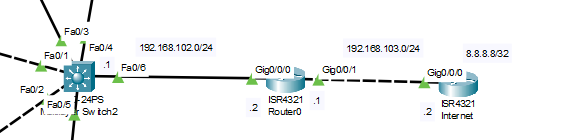 Fa0/3
Fa0/1
Fa0/4
192.168.102.0/24
192.168.103.0/24
8.8.8.8/32
.1
Fa0/6
Gig0/0/0
Gig0/0/1
Gig0/0/0
Fa0/2
24PS
Fa0/5
Switch2
.2
ISR4321
Router0
.1
.2
ISR4321
Internet